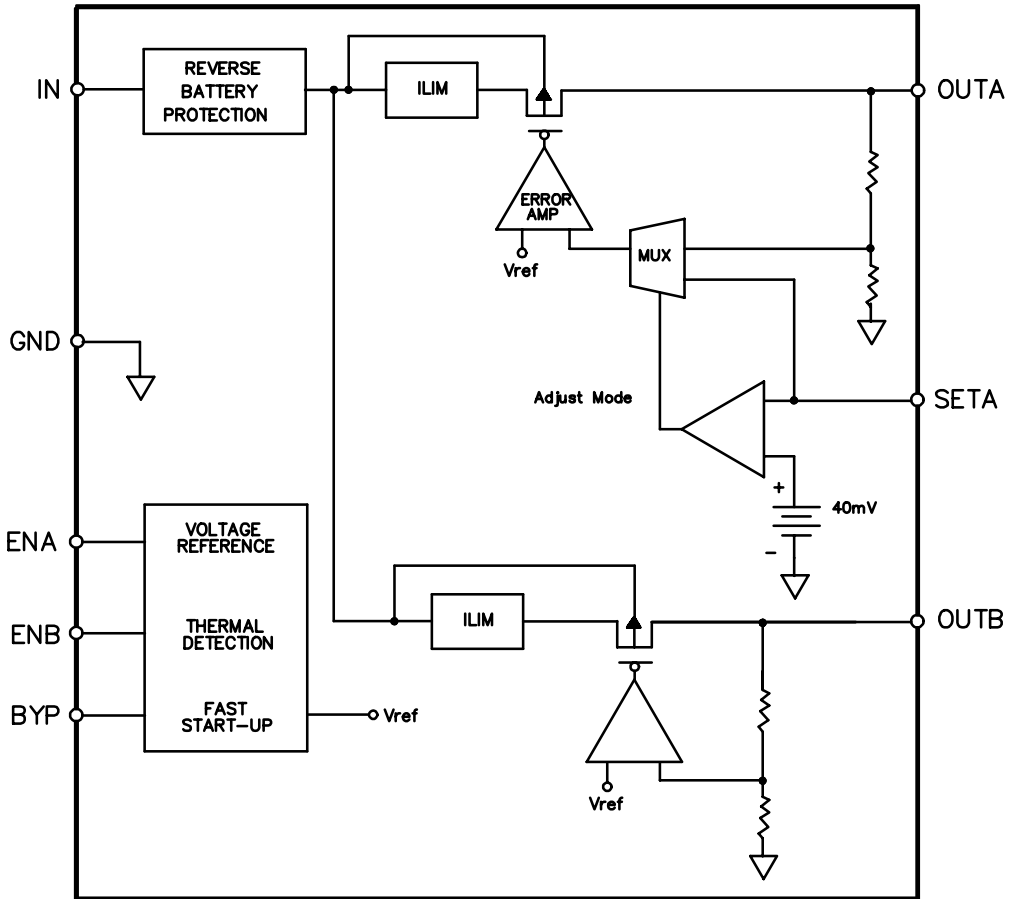 IN
REVERSE
BATTERY
PROTECTION
ILIM
OUTA
ERROR
AMP
Vref
MUX
GND
Adjust Mode
SETA
+
40mV
-
ENA
VOLTAGE
REFERENCE
ENB
THERMAL
DETECTION
ILIM
OUTB
BYP
FAST
START-UP
Vref
Vref